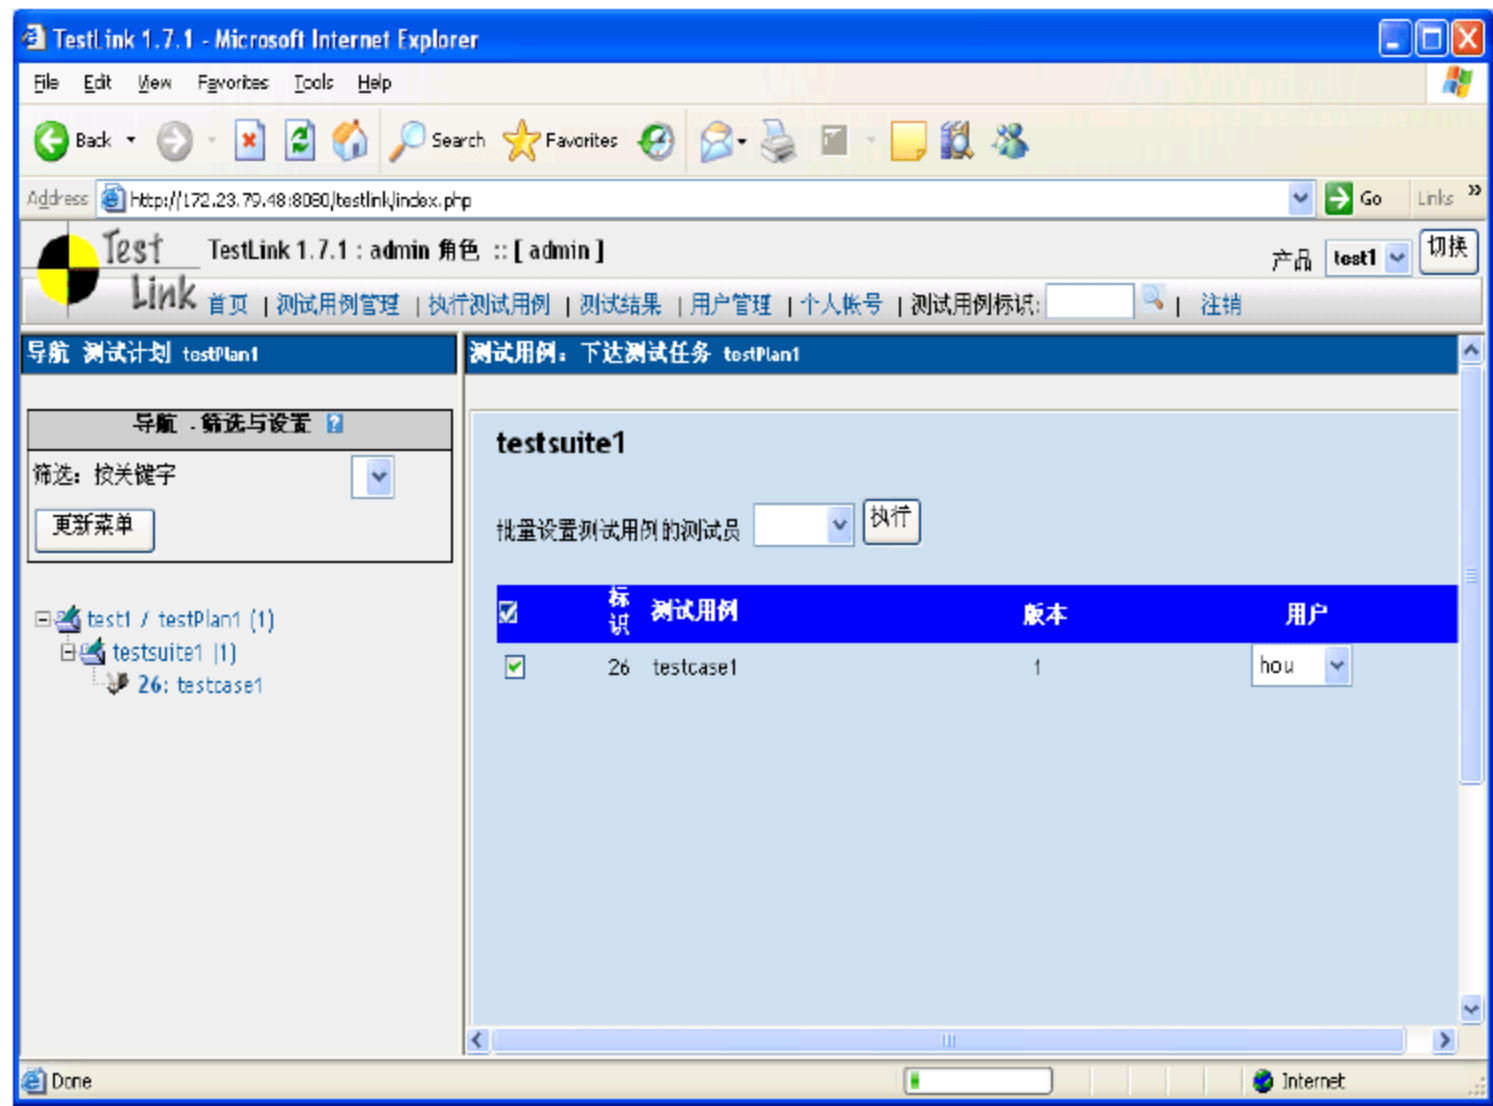 TestLink 1.7.1 - Microsoft Internet Explorer
File Edit View Favorites Tools Help
Back Search Favorites
Address http://172.23.79.48:8080/testlink/index.php Go Links »
Test Link
TestLink 1.7.1 : admin 角色 :: [ admin ]
产品 test1 切换
首页 | 测试用例管理 | 执行测试用例 | 测试结果 | 用户管理 | 个人帐号 | 测试用例标识: | 注销
导航 测试计划 testPlan1
测试用例：下达测试任务 testPlan1
导航 . 筛选与设置 ?
筛选：按关键字
更新菜单
test1 / testPlan1 (1)
testsuite1 (1)
26: testcase1
testsuite1
批量设置测试用例的测试员 执行
标识 测试用例 版本 用户
26 testcase1 1 hou
Done Internet